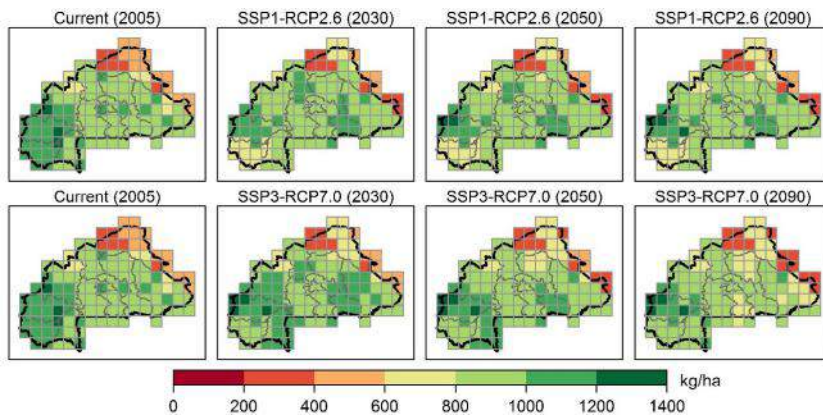 Current (2005) SSP1-RCP2.6 (2030) SSP1-RCP2.6 (2050) SSP1-RCP2.6 (2090)
Current (2005) SSP3-RCP7.0 (2030) SSP3-RCP7.0 (2050) SSP3-RCP7.0 (2090)
kg/ha
0 200 400 600 800 1000 1200 1400